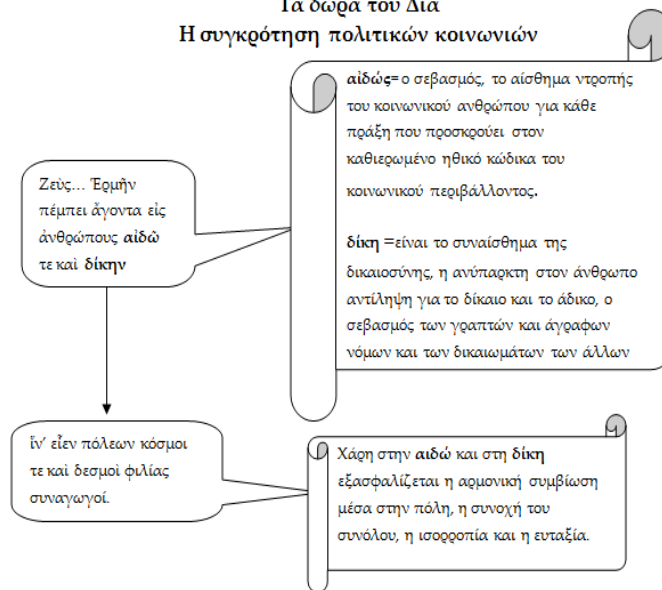 Τα δώρα του Δία
Η συγκρότηση πολιτικών κοινωνιών
αἰδώς= ο σεβασμός, το αίσθημα ντροπής
του κοινωνικού ανθρώπου για κάθε
πράξη που προσκρούει στον
καθιερωμένο ηθικό κώδικα του
κοινωνικού περιβάλλοντος.
Ζεὺς... Ἑρμῆν
πέμπει ἄγοντα εἰς
ἀνθρώπους αἰδῶ
τε καὶ δίκην
δίκη =είναι το συναίσθημα της
δικαιοσύνης, η ανύπαρκτη στον άνθρωπο
αντίληψη για το δίκαιο και το άδικο, ο
σεβασμός των γραπτών και άγραφων
νόμων και των δικαιωμάτων των άλλων
ἵν’ εἶεν πόλεων κόσμοι
τε καὶ δεσμοὶ φιλίας
συναγωγοί.
Χάρη στην αιδώ και στη δίκη
εξασφαλίζεται η αρμονική συμβίωση
μέσα στην πόλη, η συνοχή του
συνόλου, η ισορροπία και η ευταξία.